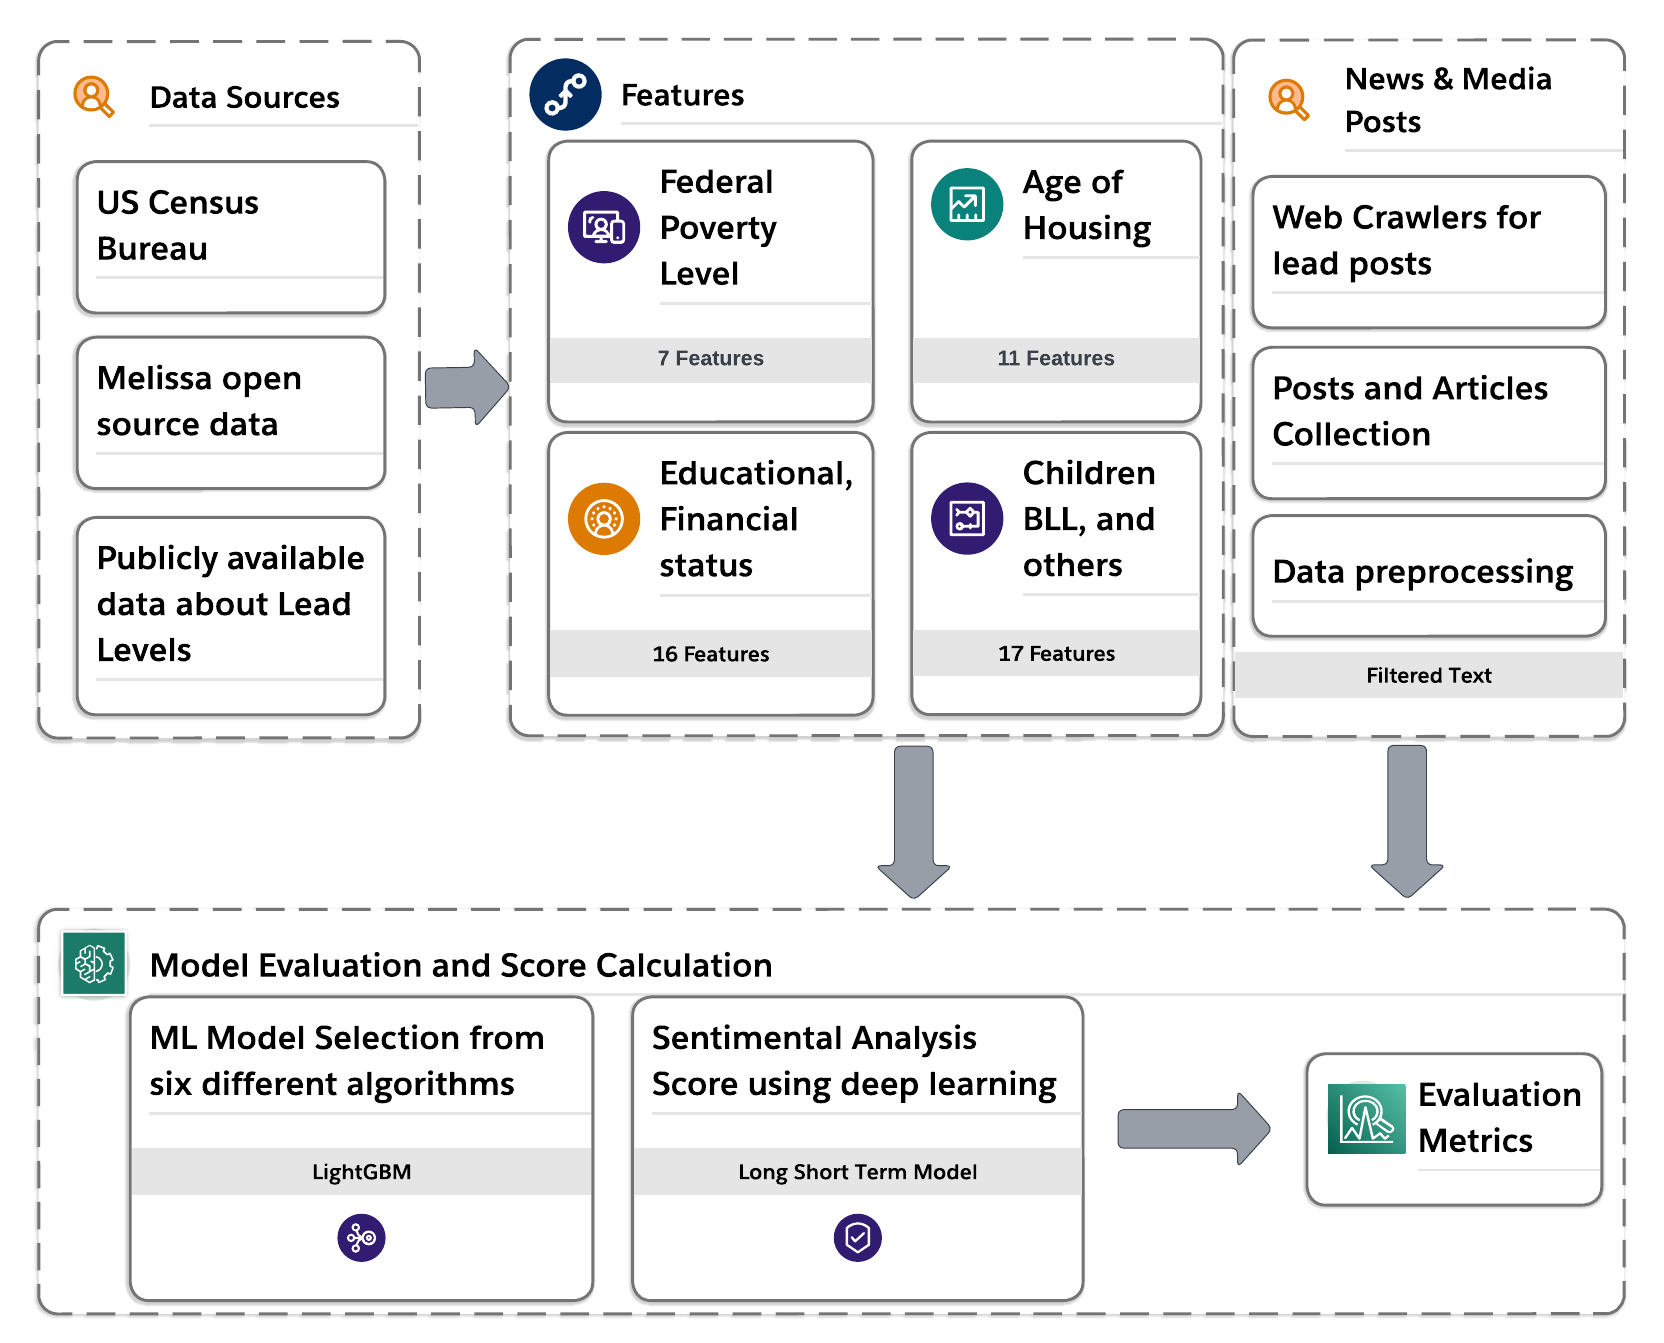 Data Sources
US Census
Bureau
Melissa open
source data
Publicly available
data about Lead
Levels
Features
Federal
Poverty
Level
7 Features
Age of
Housing
11 Features
Educational,
Financial
status
16 Features
Children
BLL, and
others
17 Features
News & Media
Posts
Web Crawlers for
lead posts
Posts and Articles
Collection
Data preprocessing
Filtered Text
Model Evaluation and Score Calculation
ML Model Selection from
six different algorithms
LightGBM
Sentimental Analysis
Score using deep learning
Long Short Term Model
Evaluation
Metrics